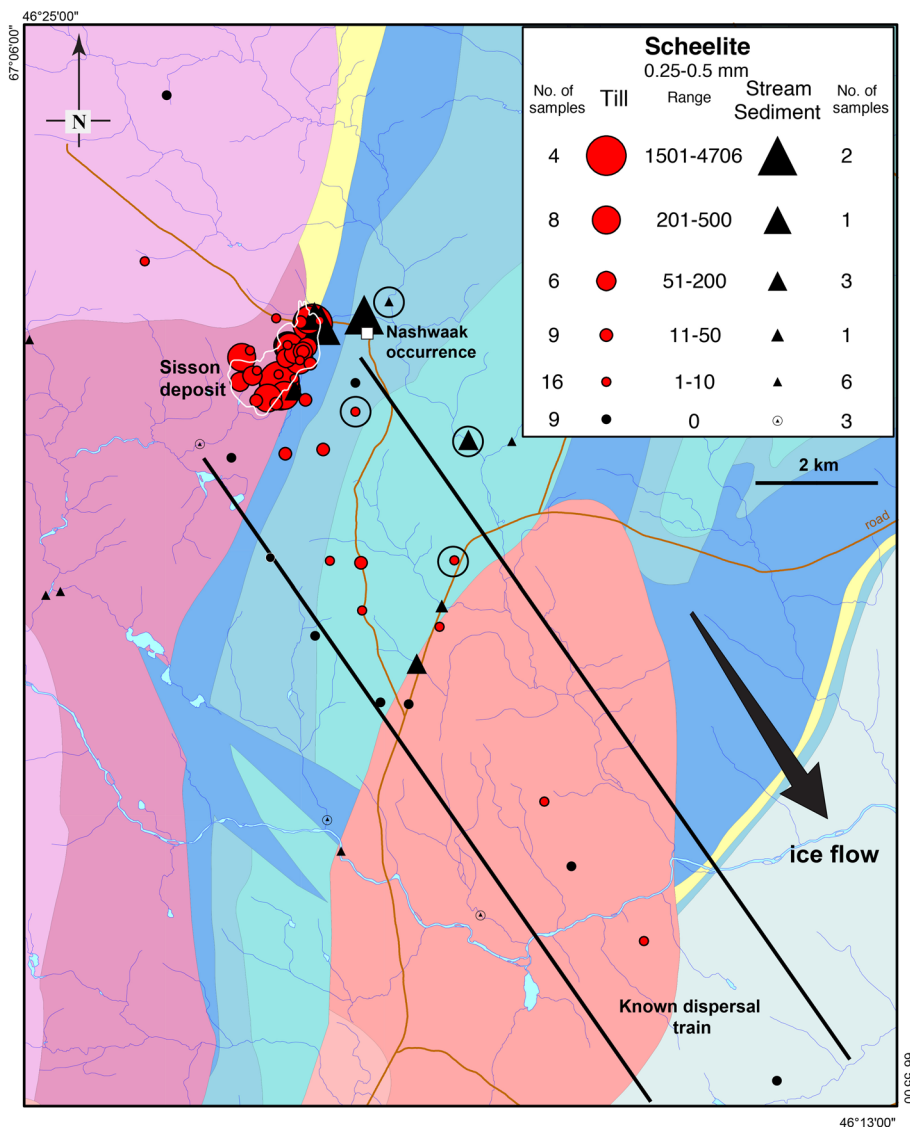 46°25'00"
67°06'00"
N
Scheelite
0.25-0.5 mm
No. of samples Till Range Stream Sediment No. of samples
4 1501-4706 2
8 201-500 1
6 51-200 3
9 11-50 1
16 1-10 6
9 0 3
Nashwaak
occurrence
Sisson
deposit
2 km
road
ice flow
Known dispersal
train
46°13'00"